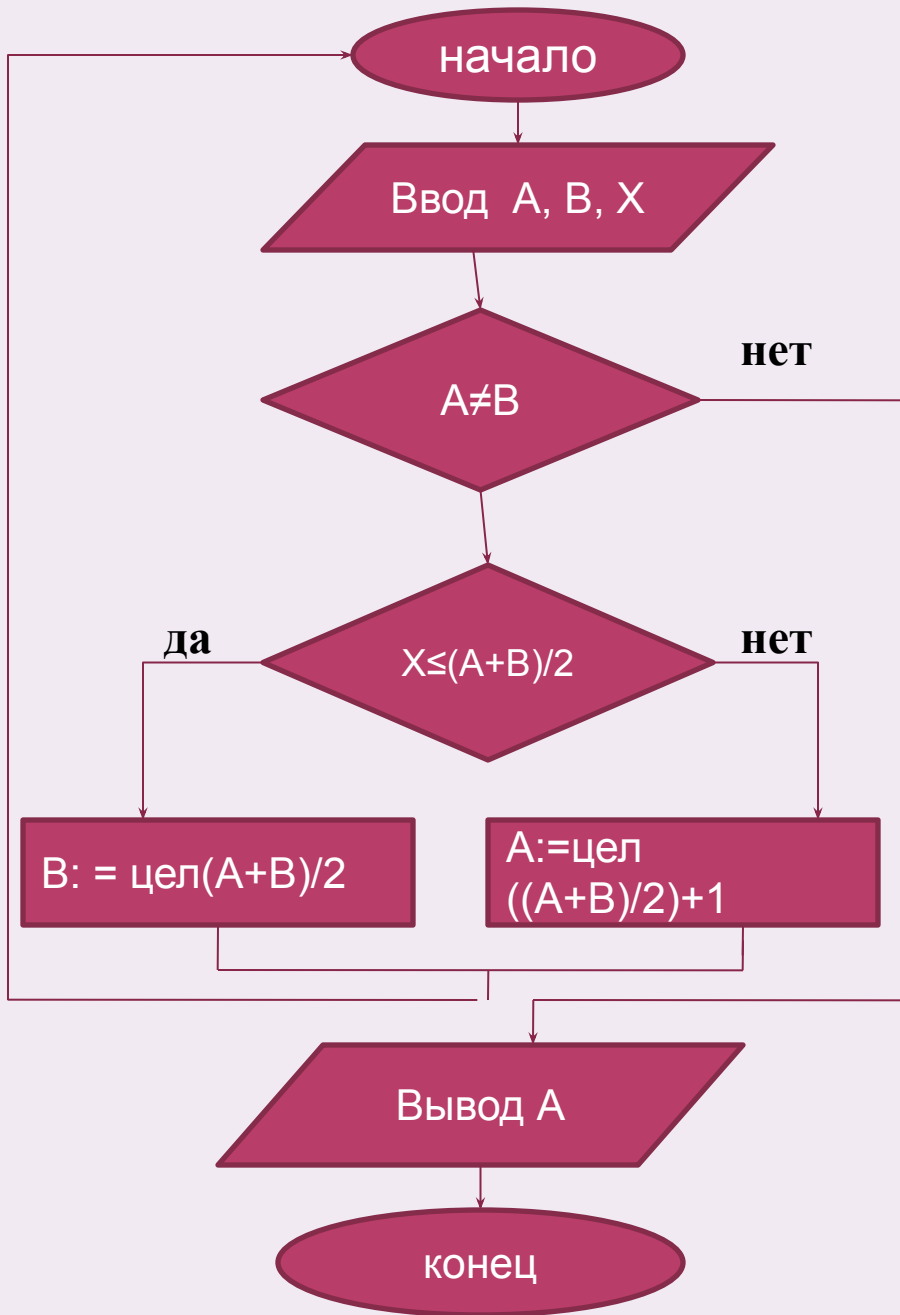 начало
Ввод  А, В, Х
А≠В
нет
да
Х≤(А+В)/2
нет
В: = цел(А+В)/2
А:=цел
((А+В)/2)+1
Вывод А
конец